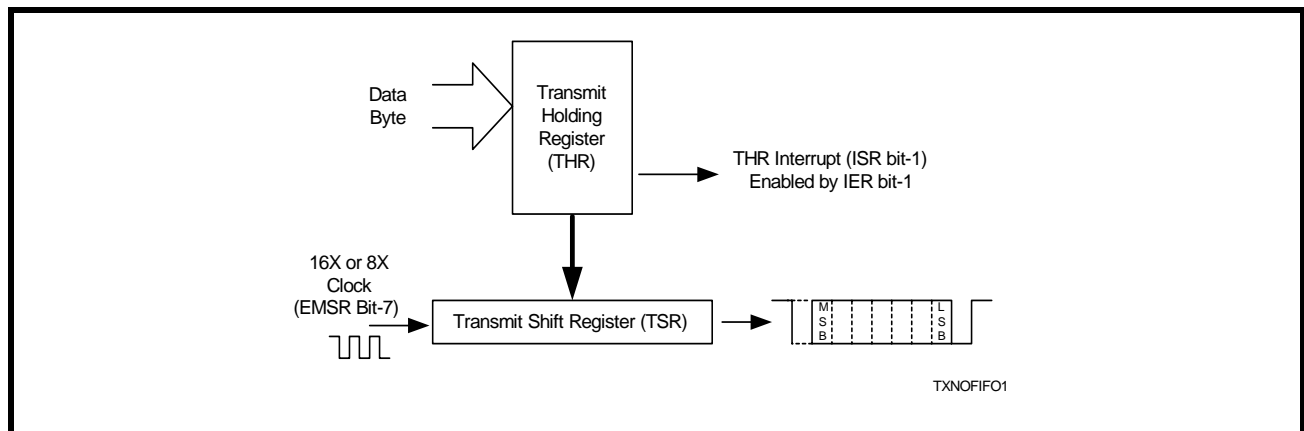 Data
Byte
Transmit
Holding
Register
(THR)
THR Interrupt (ISR bit-1)
Enabled by IER bit-1
16X or 8X
Clock
(EMSR Bit-7)
Transmit Shift Register (TSR)
M
S
B
L
S
B
TXNOFIFO1